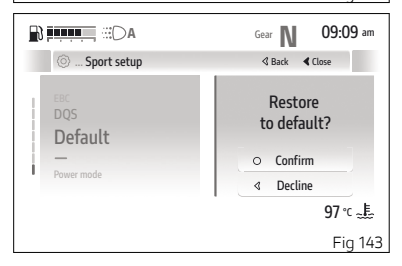 A
Gear N
09:09 am
... Sport setup
Back
Close
EBC
DQS
Default
Power mode
Restore
to default?
Confirm
Decline
97 °C
Fig 143